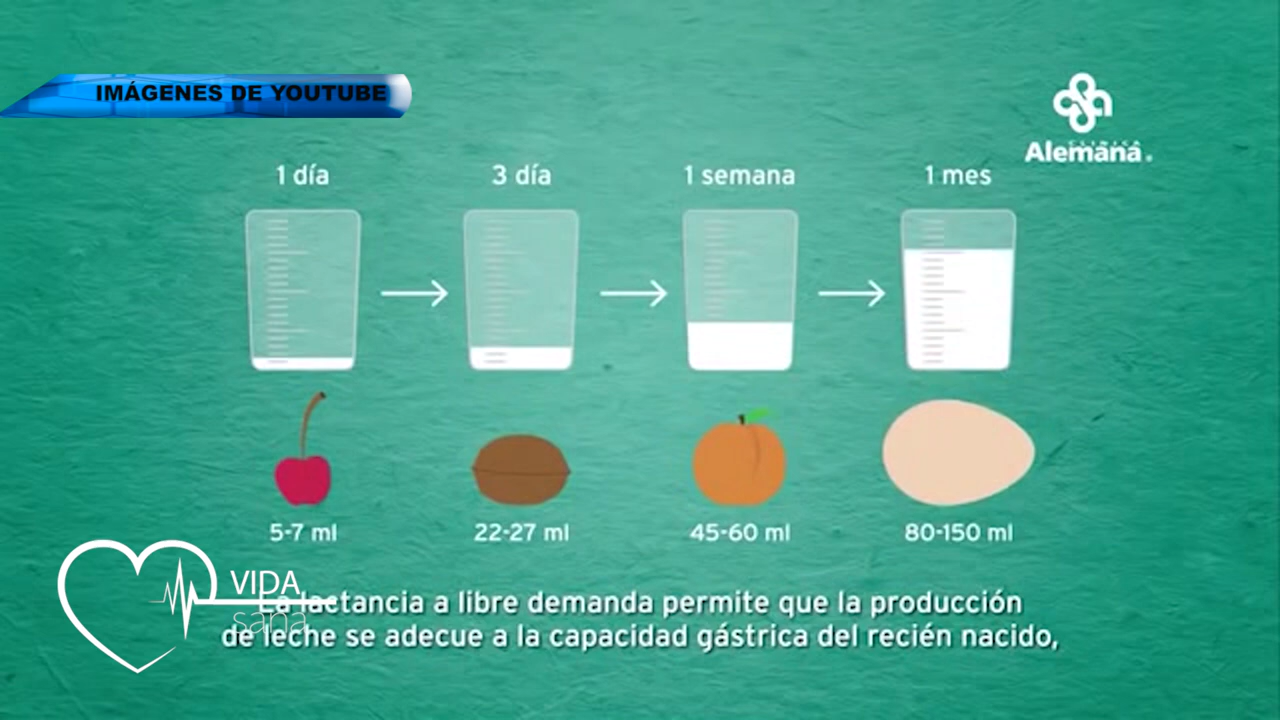 IMÁGENES DE YOUTUBE
CLÍNICA
Alemana
1 día
3 día
1 semana
1 mes
5-7 ml
22-27 ml
45-60 ml
80-150 ml
VIDA
sana
La lactancia a libre demanda permite que la producción
de leche se adecue a la capacidad gástrica del recién nacido,